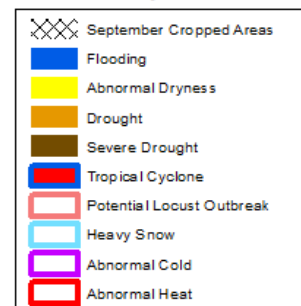 September Cropped Areas
Flooding
Abnormal Dryness
Drought
Severe Drought
Tropical Cyclone
Potential Locust Outbreak
Heavy Snow
Abnormal Cold
Abnormal Heat